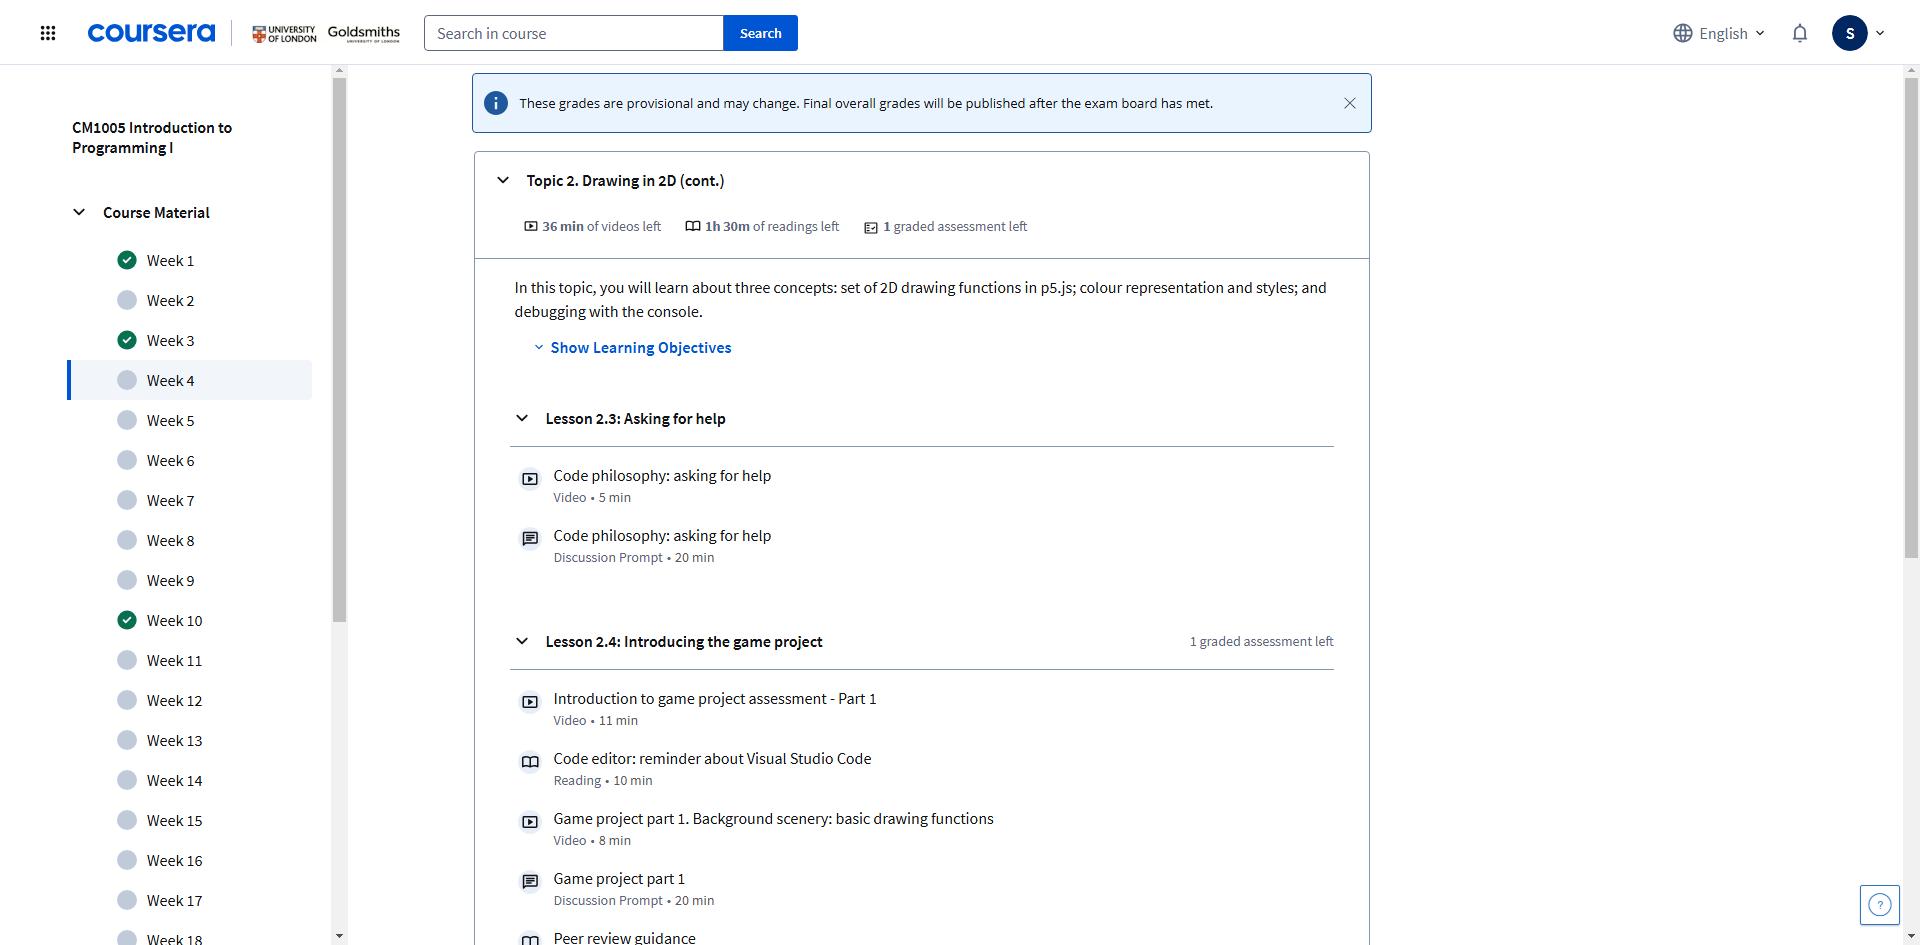 coursera
UNIVERSITY
OF LONDON
Goldsmiths
UNIVERSITY OF LONDON
Search in course
Search
English
S
CM1005 Introduction to
Programming I
Course Material
Week 1
Week 2
Week 3
Week 4
Week 5
Week 6
Week 7
Week 8
Week 9
Week 10
Week 11
Week 12
Week 13
Week 14
Week 15
Week 16
Week 17
Week 18
These grades are provisional and may change. Final overall grades will be published after the exam board has met.
Topic 2. Drawing in 2D (cont.)
36 min of videos left
1h 30m of readings left
1 graded assessment left
In this topic, you will learn about three concepts: set of 2D drawing functions in p5.js; colour representation and styles; and
debugging with the console.
Show Learning Objectives
Lesson 2.3: Asking for help
Code philosophy: asking for help
Video • 5 min
Code philosophy: asking for help
Discussion Prompt • 20 min
Lesson 2.4: Introducing the game project
1 graded assessment left
Introduction to game project assessment - Part 1
Video • 11 min
Code editor: reminder about Visual Studio Code
Reading • 10 min
Game project part 1. Background scenery: basic drawing functions
Video • 8 min
Game project part 1
Discussion Prompt • 20 min
Peer review guidance